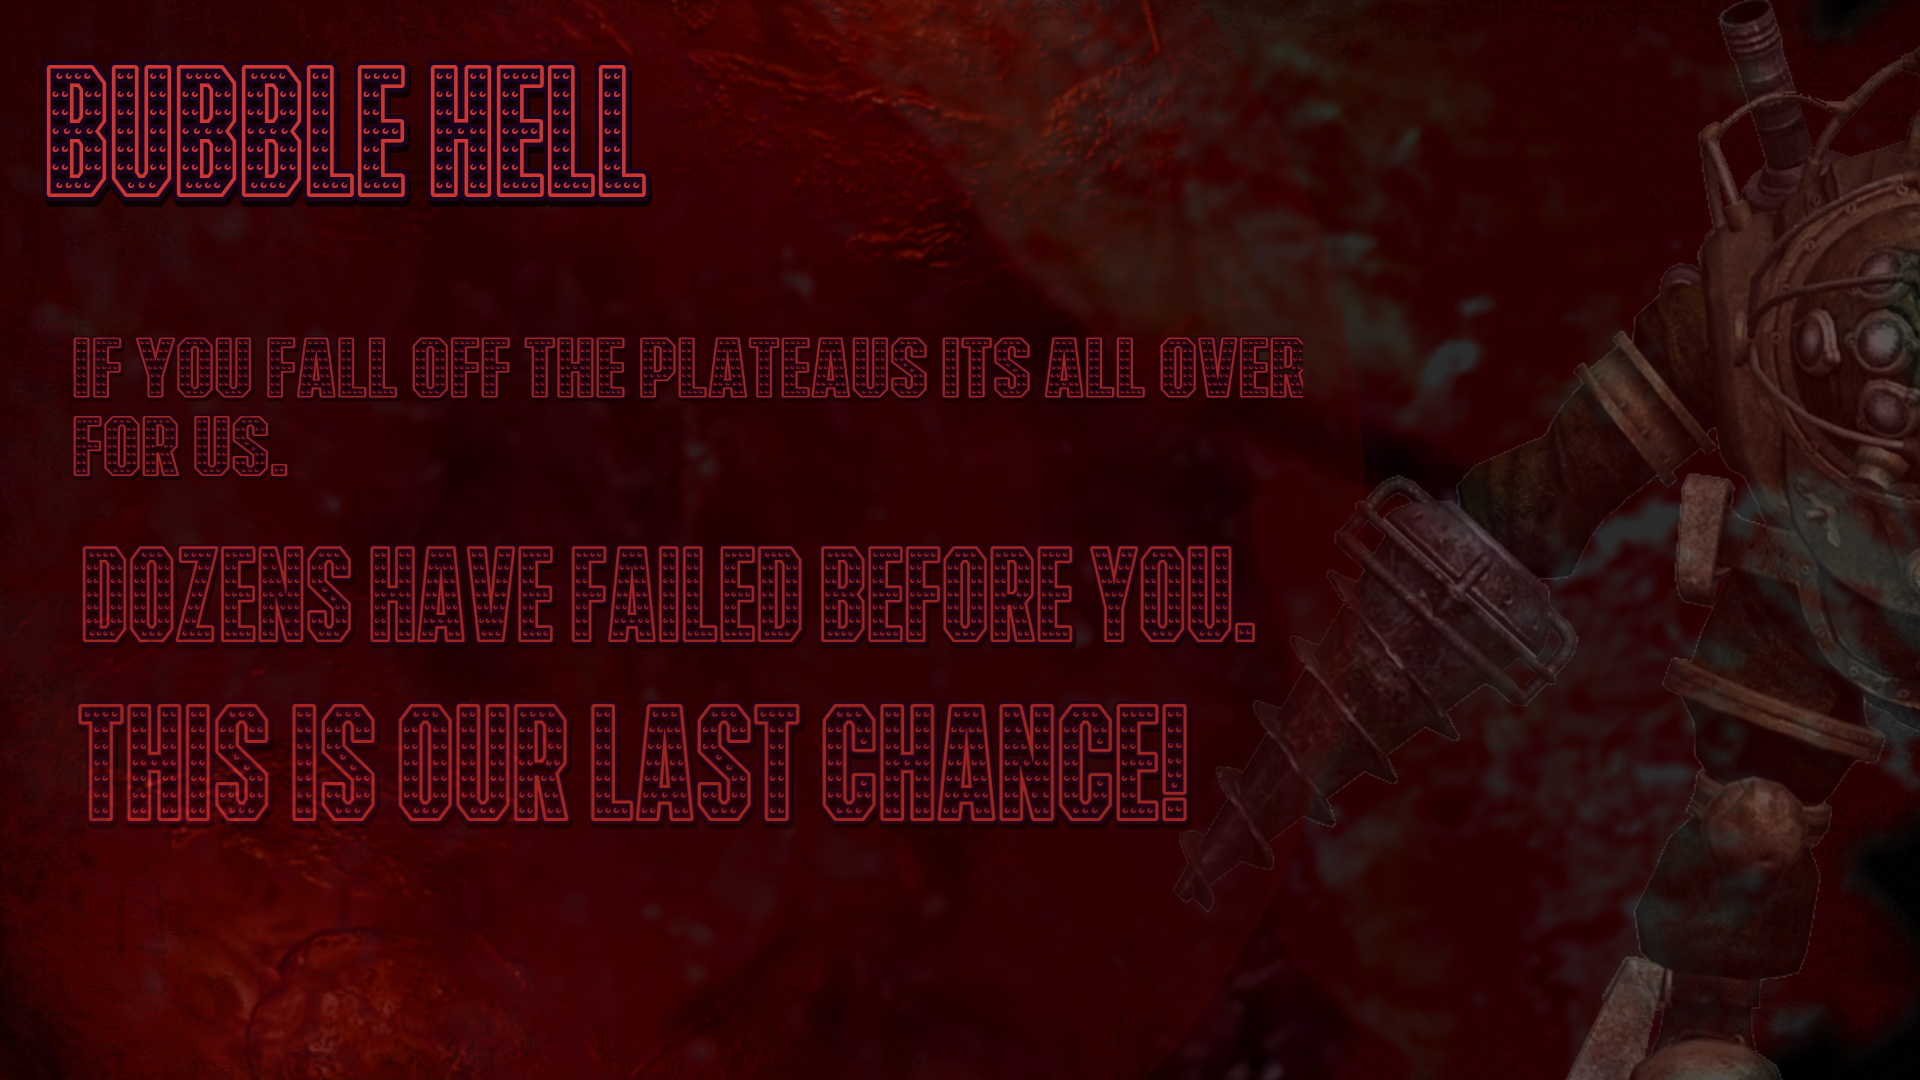 BUBBLE HELL
IF YOU FALL OFF THE PLATEAUS ITS ALL OVER
FOR US.
DOZENS HAVE FAILED BEFORE YOU.
THIS IS OUR LAST CHANCE!